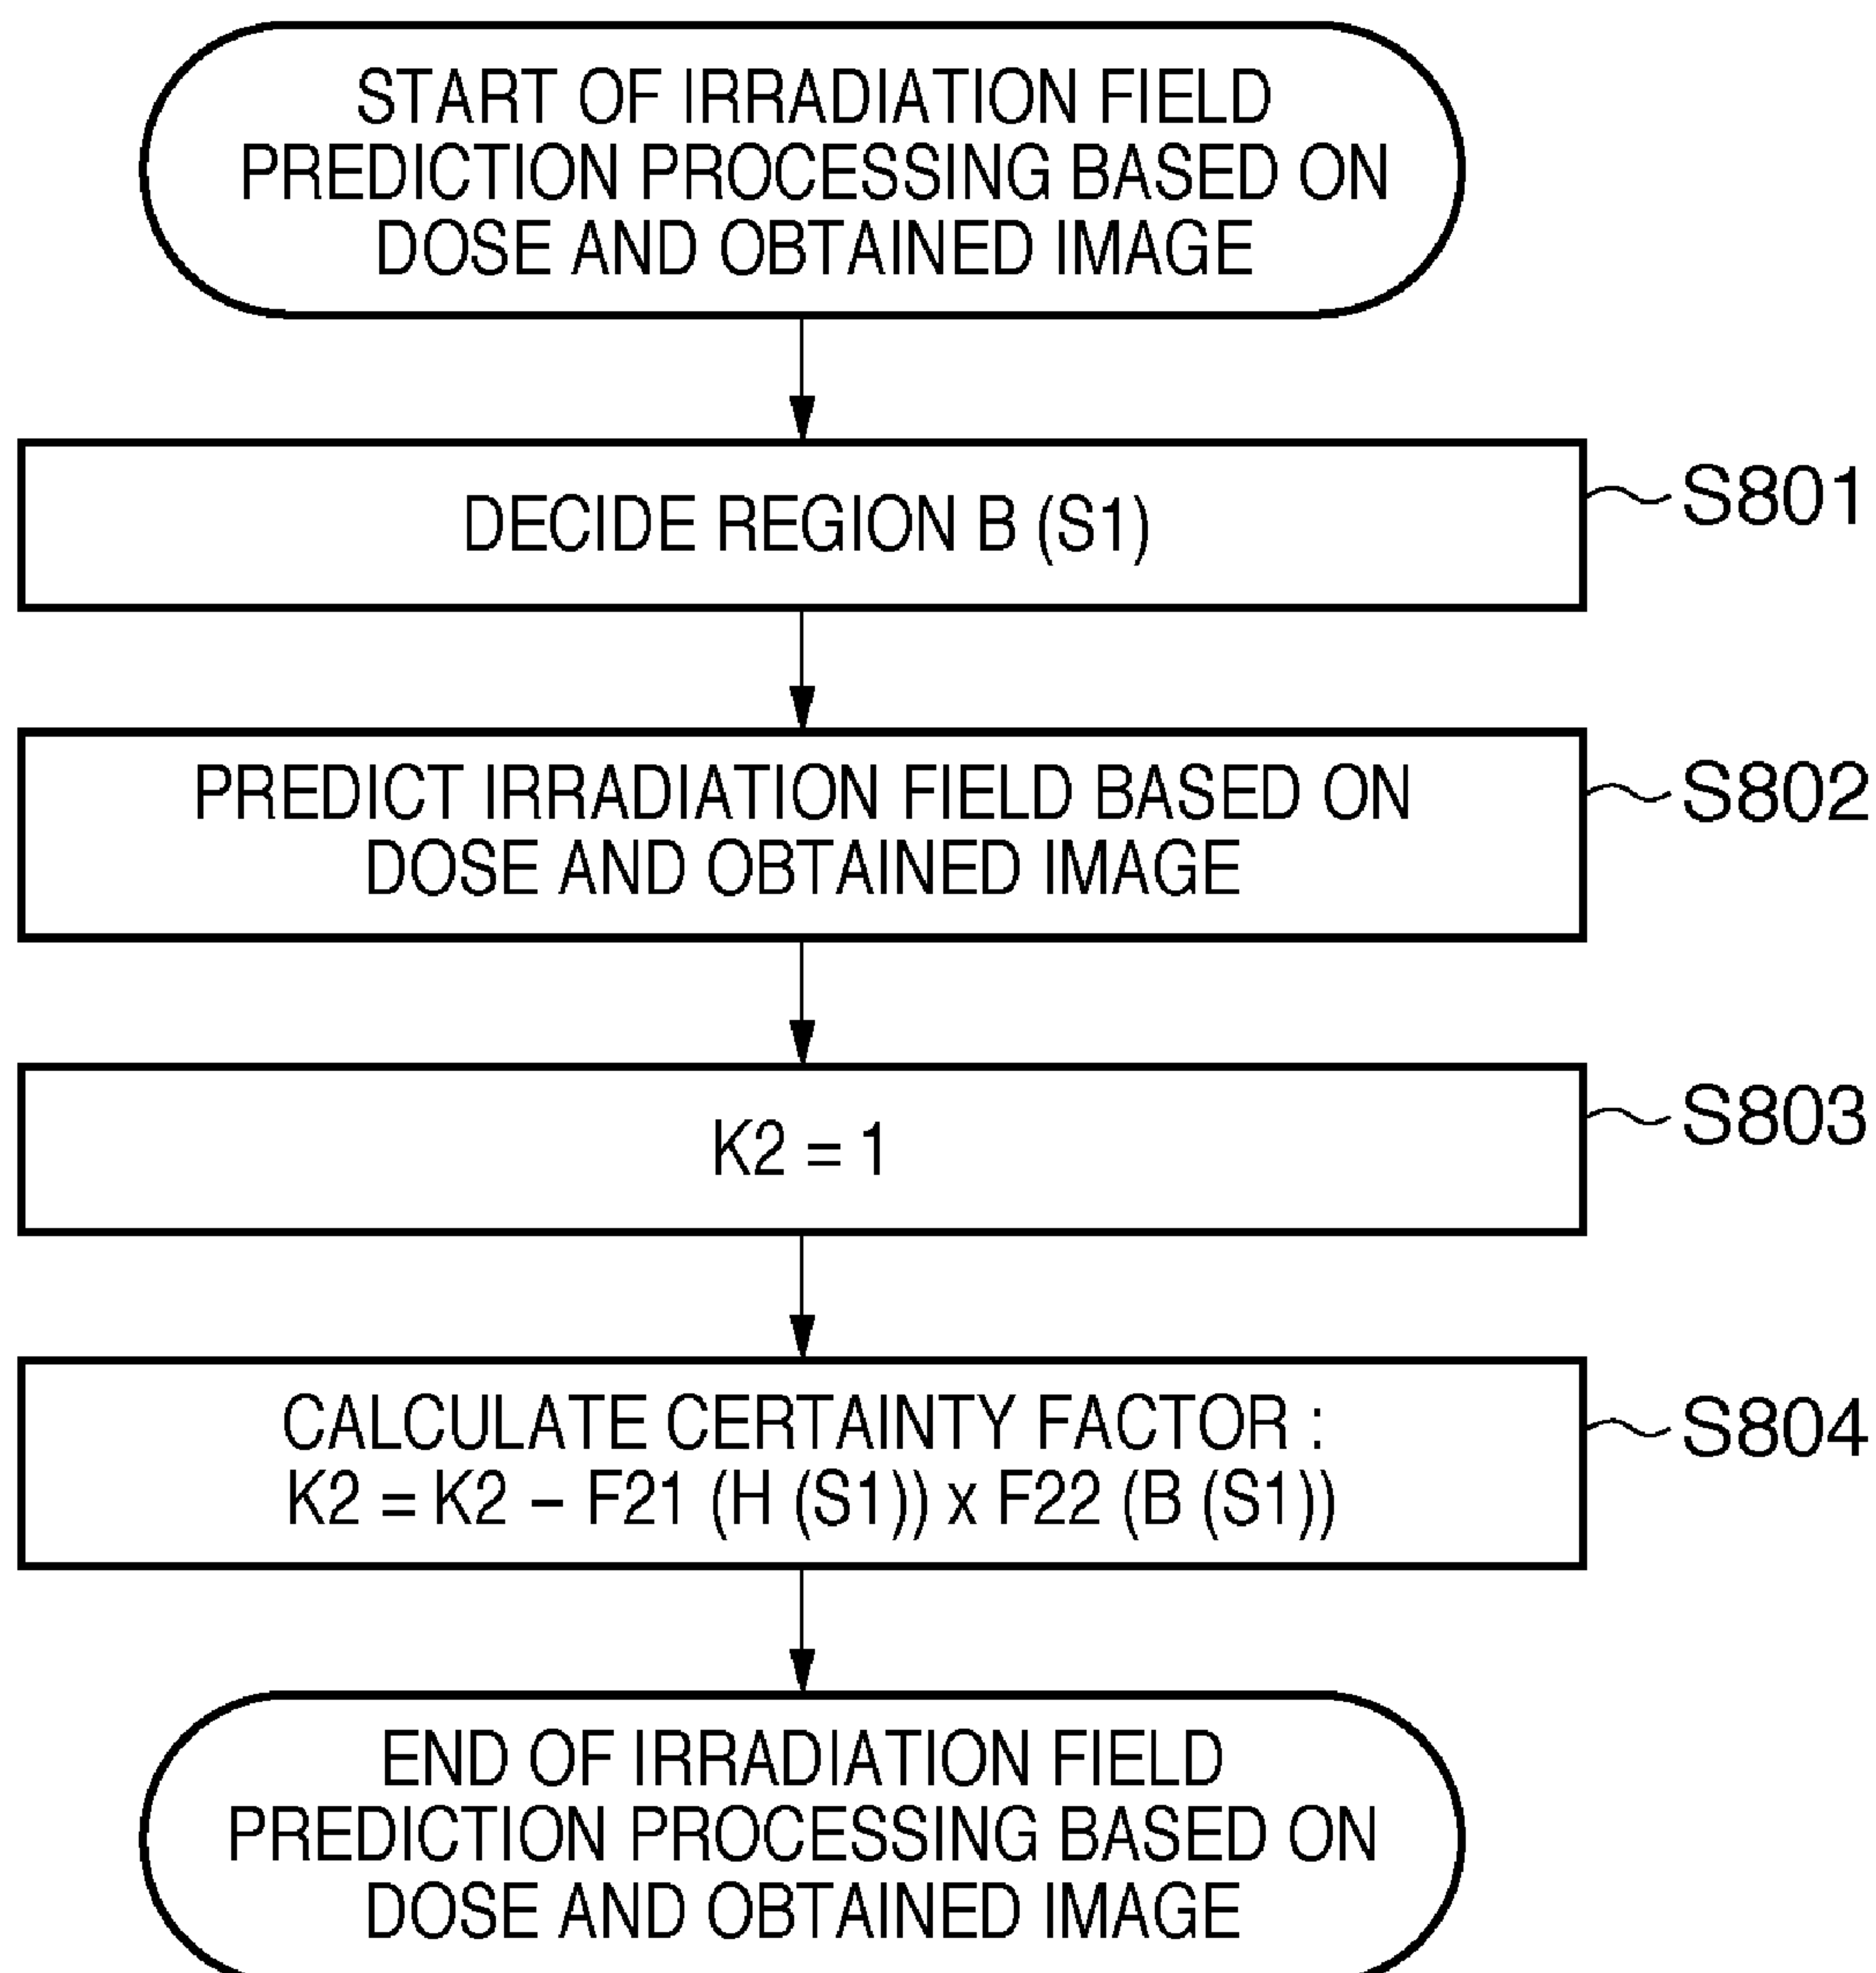 START OF IRRADIATION FIELD
PREDICTION PROCESSING BASED ON
DOSE AND OBTAINED IMAGE
DECIDE REGION B (S1)
S801
PREDICT IRRADIATION FIELD BASED ON
DOSE AND OBTAINED IMAGE
S802
K2 = 1
S803
CALCULATE CERTAINTY FACTOR :
K2 = K2 – F21 (H (S1)) x F22 (B (S1))
S804
END OF IRRADIATION FIELD
PREDICTION PROCESSING BASED ON
DOSE AND OBTAINED IMAGE